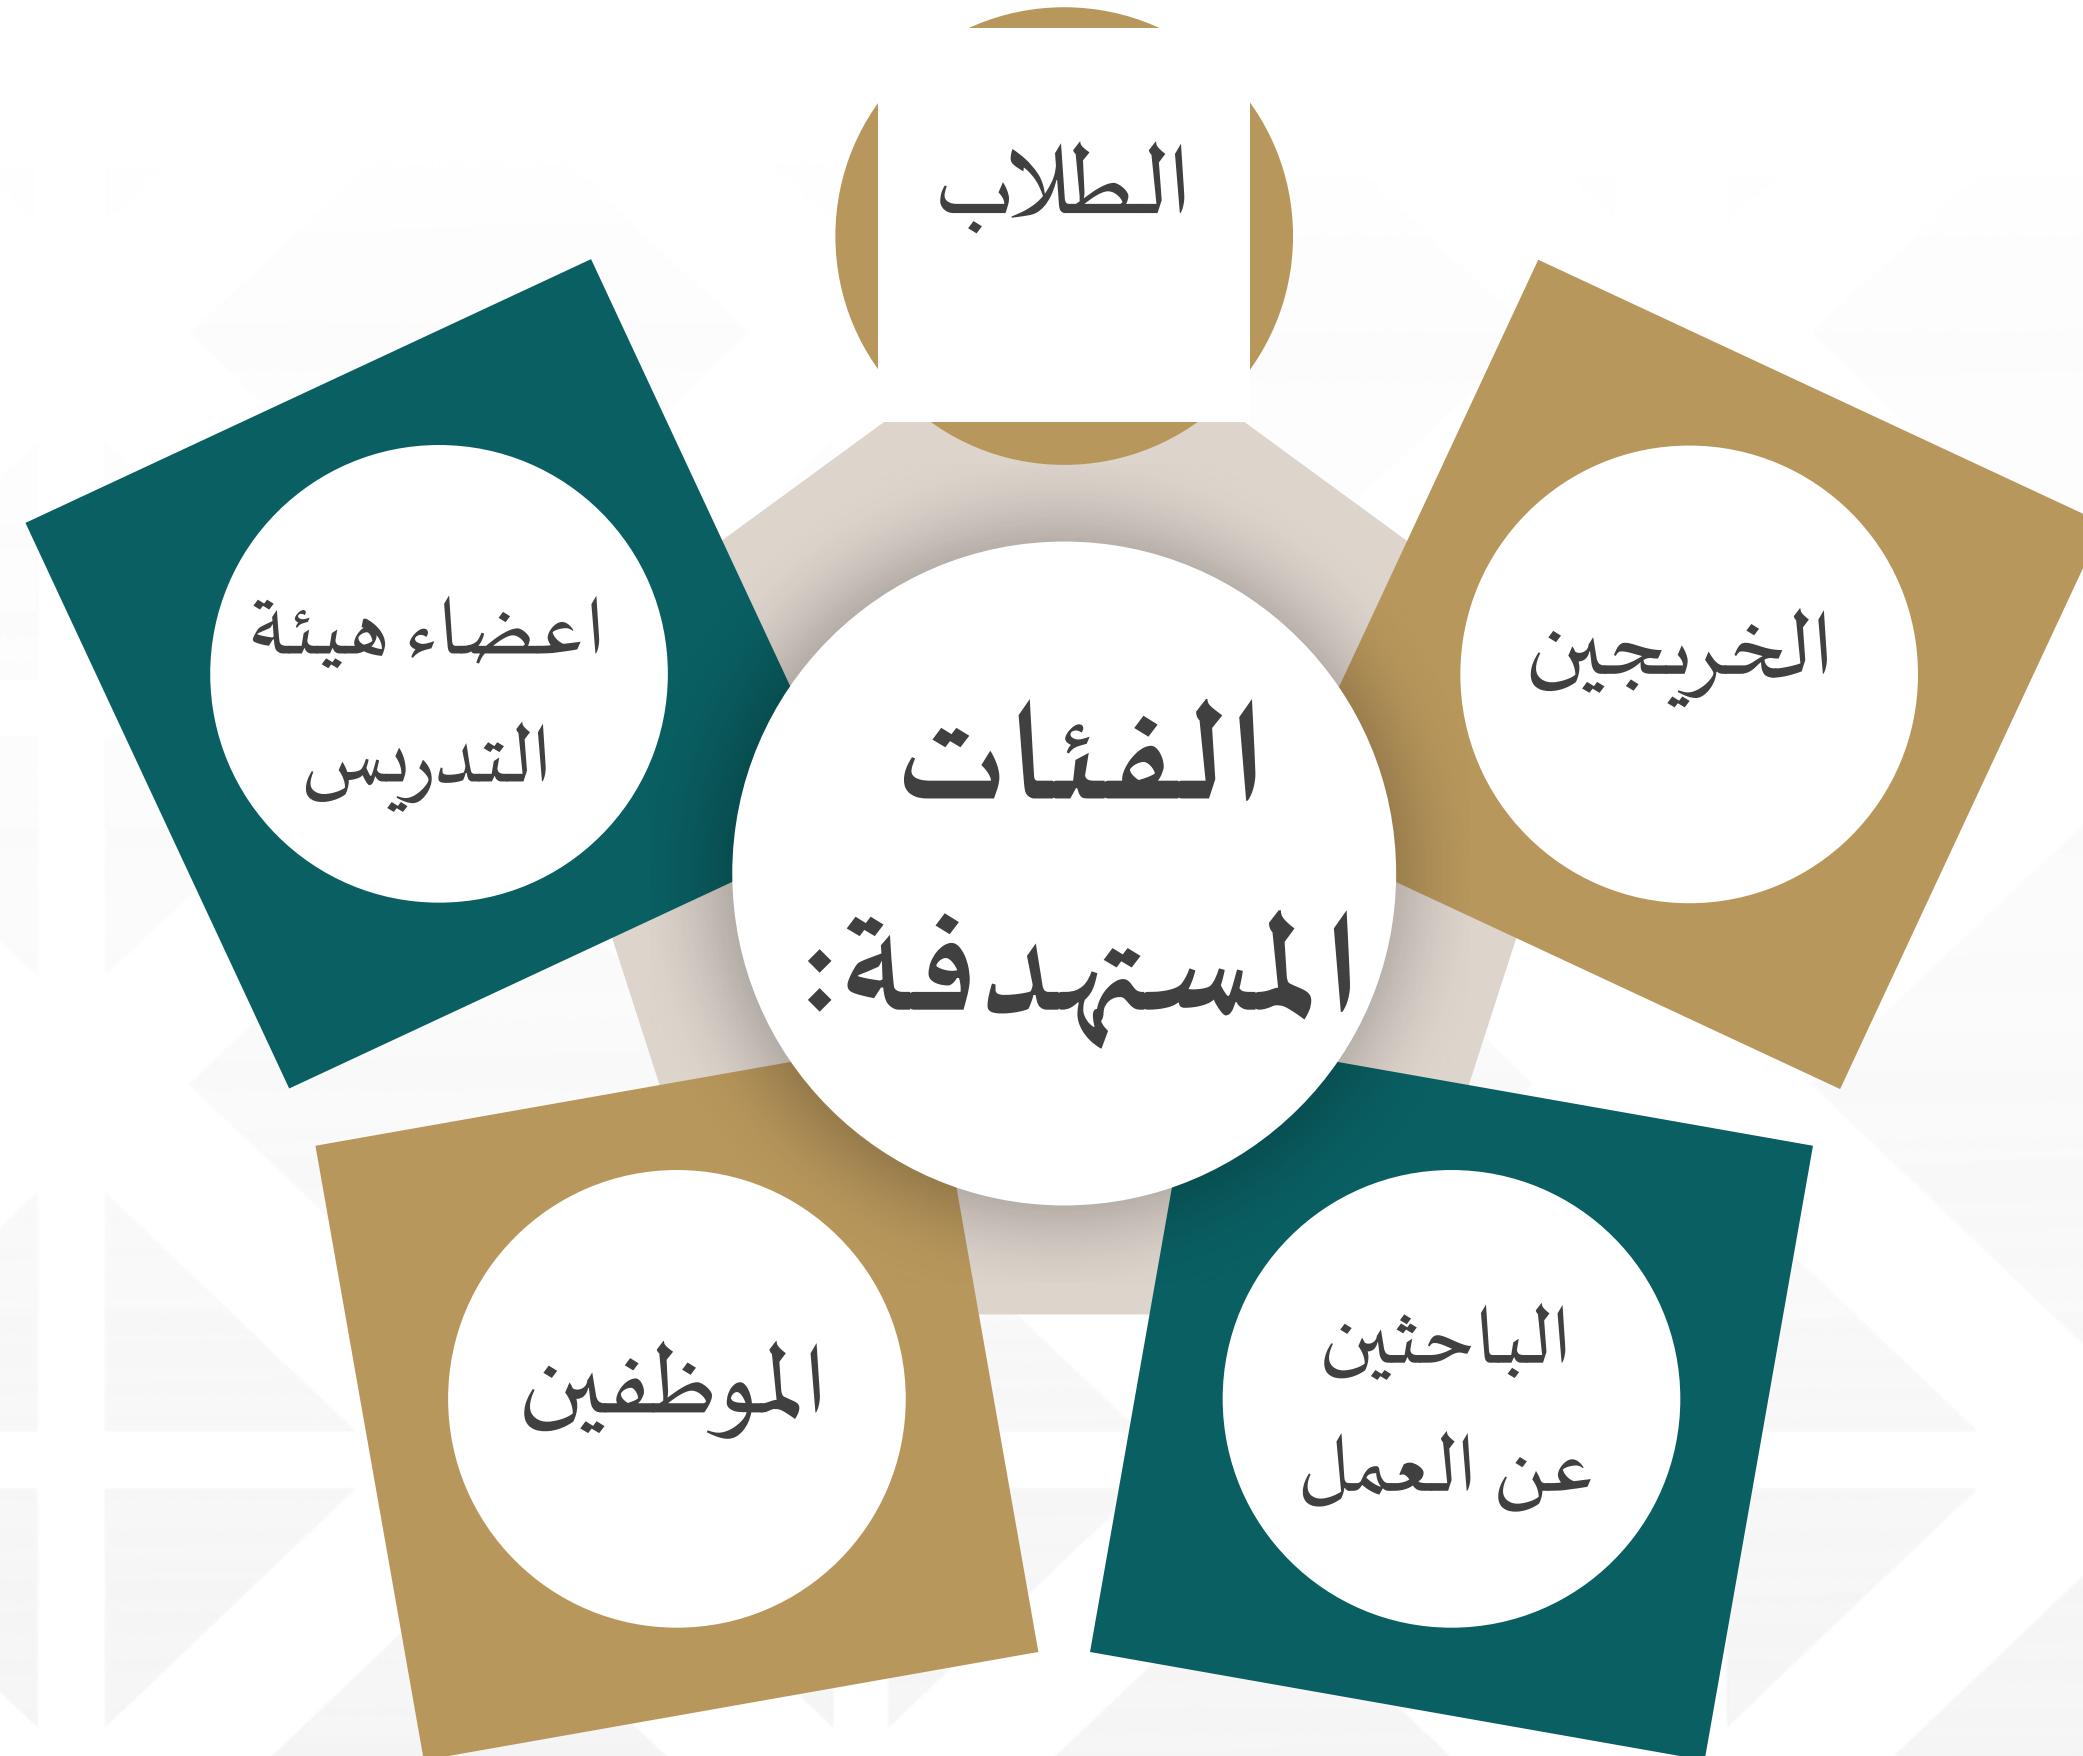 الطلاب
الخريجين
اعضاء هيئة
التدريس
الفئات
المستهدفة:
الباحثين
عن العمل
الموظفين